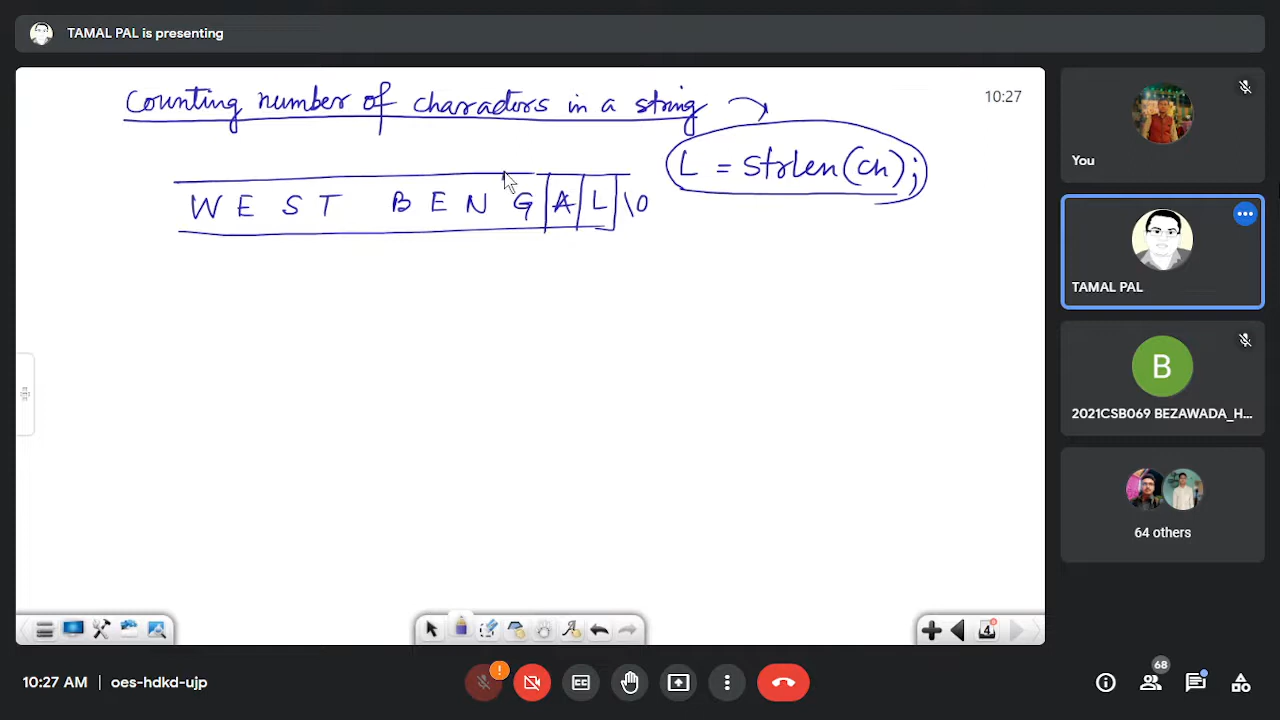 TAMAL PAL is presenting
Counting number of characters in a string
10:27
L = strlen(ch);
W E S T B E N G A L \0
You
TAMAL PAL
B
2021CSB069 BEZAWADA_H...
64 others
4
10:27 AM | oes-hdkd-ujp
68